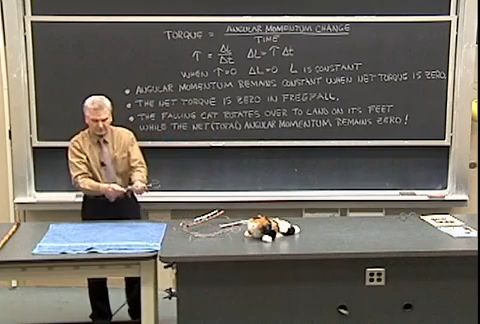 TORQUE = ANGULAR MOMENTUM CHANGE
TIME
τ = ΔL/Δt ΔL = τ Δt
WHEN τ=0 ΔL=0 L IS CONSTANT
• ANGULAR MOMENTUM REMAINS CONSTANT WHEN NET TORQUE IS ZERO.
• THE NET TORQUE IS ZERO IN FREEFALL.
• THE FALLING CAT ROTATES OVER TO LAND ON ITS FEET
WHILE THE NET (TOTAL) ANGULAR MOMENTUM REMAINS ZERO!